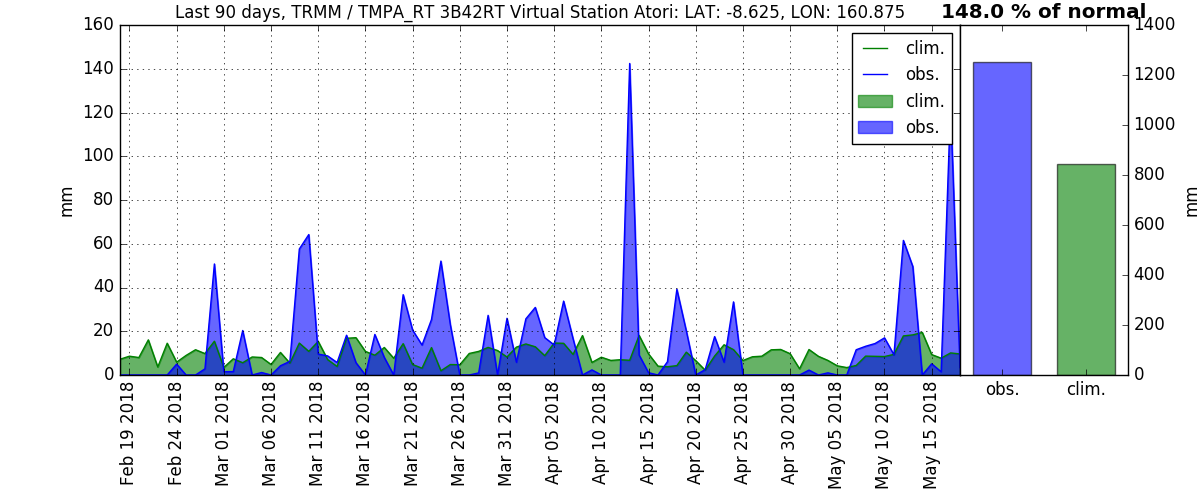 Last 90 days, TRMM / TMPA_RT 3B42RT Virtual Station Atori: LAT: -8.625, LON: 160.875
148.0 % of normal
160
140
120
100
80
60
40
20
0
mm
clim.
obs.
clim.
obs.
1400
1200
1000
800
600
400
200
0
mm
obs.
clim.
Feb 19 2018
Feb 24 2018
Mar 01 2018
Mar 06 2018
Mar 11 2018
Mar 16 2018
Mar 21 2018
Mar 26 2018
Mar 31 2018
Apr 05 2018
Apr 10 2018
Apr 15 2018
Apr 20 2018
Apr 25 2018
Apr 30 2018
May 05 2018
May 10 2018
May 15 2018